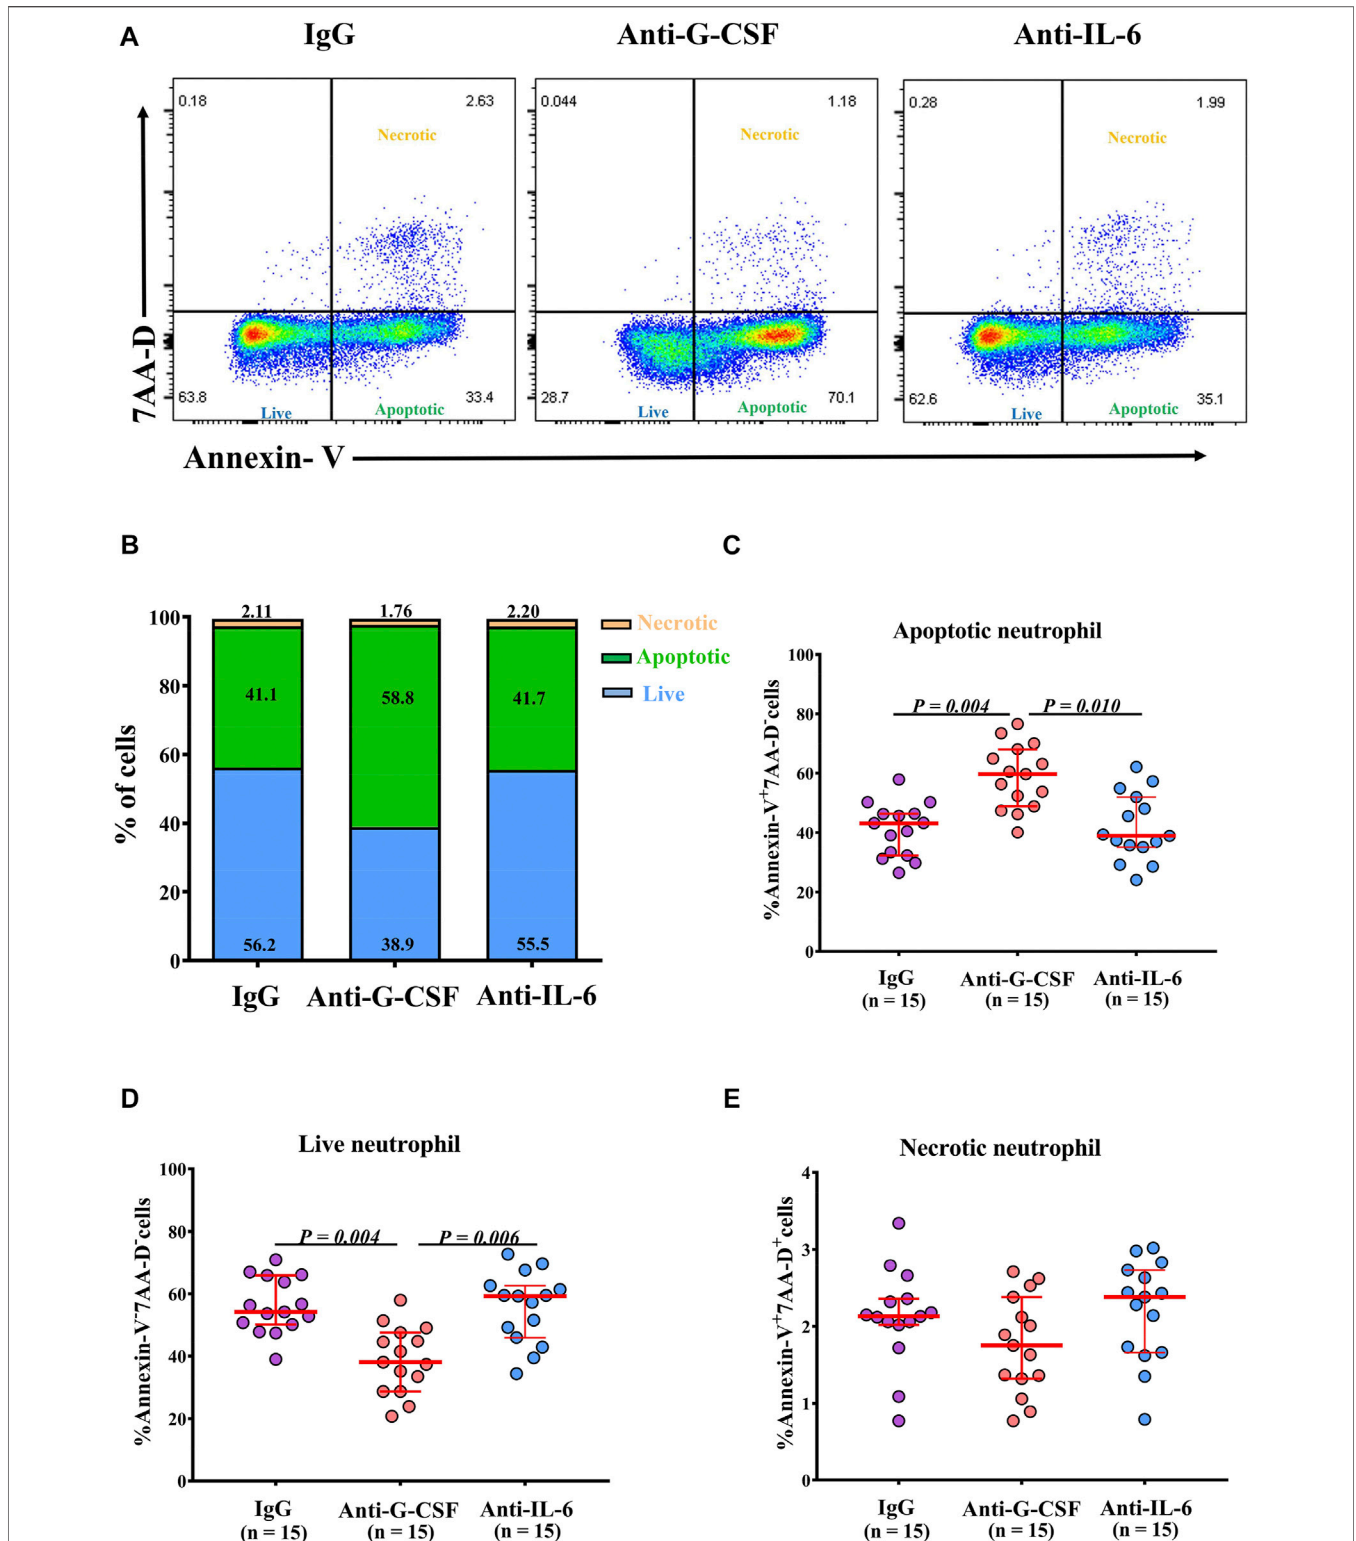 A
IgG
Anti-G-CSF
Anti-IL-6
0.18
2.63
Necrotic
63.8
Live
Apoptotic
33.4
0.044
1.18
Necrotic
28.7
Live
Apoptotic
70.1
0.28
1.99
Necrotic
62.6
Live
Apoptotic
35.1
7AA-D
Annexin- V
B
% of cells
100
80
60
40
20
0
2.11
1.76
2.20
41.1
58.8
41.7
56.2
38.9
55.5
IgG
Anti-G-CSF
Anti-IL-6
Necrotic
Apoptotic
Live
C
Apoptotic neutrophil
%Annexin-V+7AA-D-cells
100
80
60
40
20
0
P = 0.004
P = 0.010
IgG
(n = 15)
Anti-G-CSF
(n = 15)
Anti-IL-6
(n = 15)
D
Live neutrophil
%Annexin-V-7AA-D-cells
100
80
60
40
20
0
P = 0.004
P = 0.006
IgG
(n = 15)
Anti-G-CSF
(n = 15)
Anti-IL-6
(n = 15)
E
Necrotic neutrophil
%Annexin-V+7AA-D+cells
4
3
2
1
0
IgG
(n = 15)
Anti-G-CSF
(n = 15)
Anti-IL-6
(n = 15)